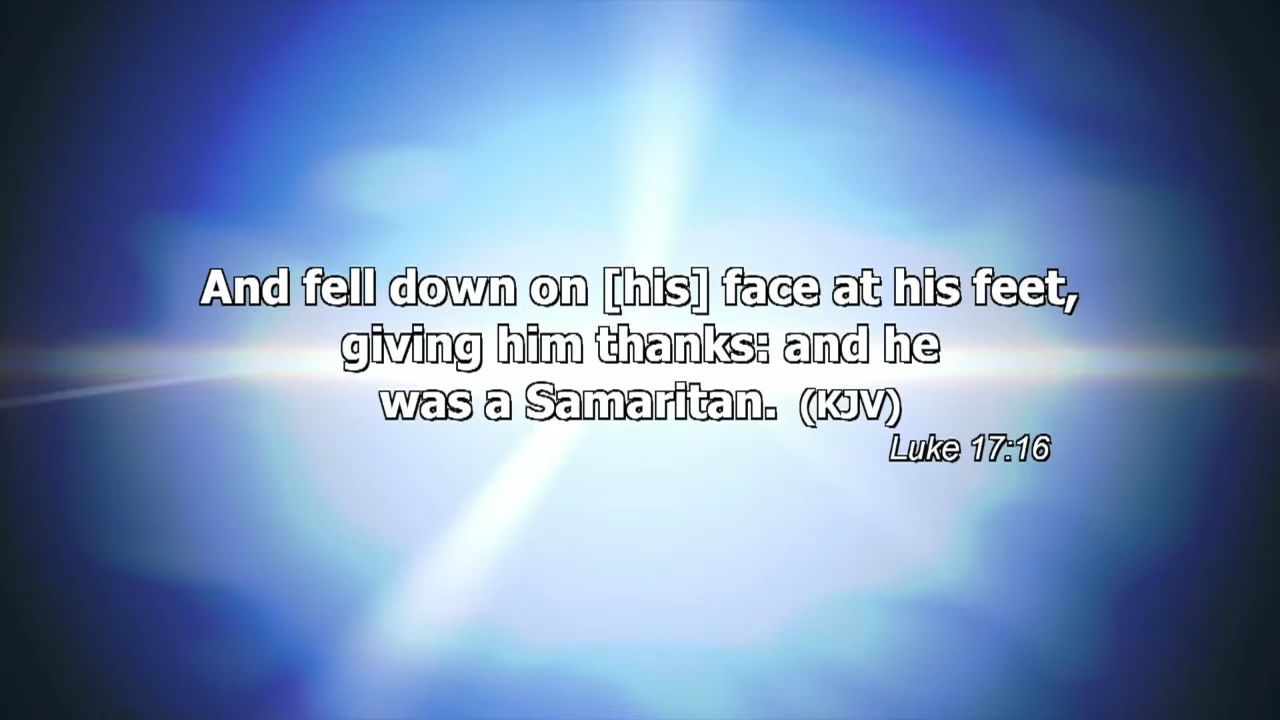 And fell down on [his] face at his feet,
giving him thanks: and he
was a Samaritan. (KJV)
Luke 17:16